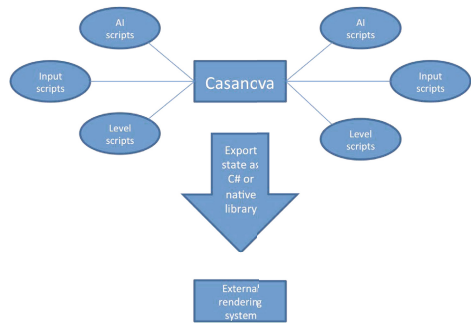 AI
scripts
AI
scripts
Input
scripts
Casancva
Input
scripts
Level
scripts
Level
scripts
Export
state as
C# or
native
library
External
rendering
system